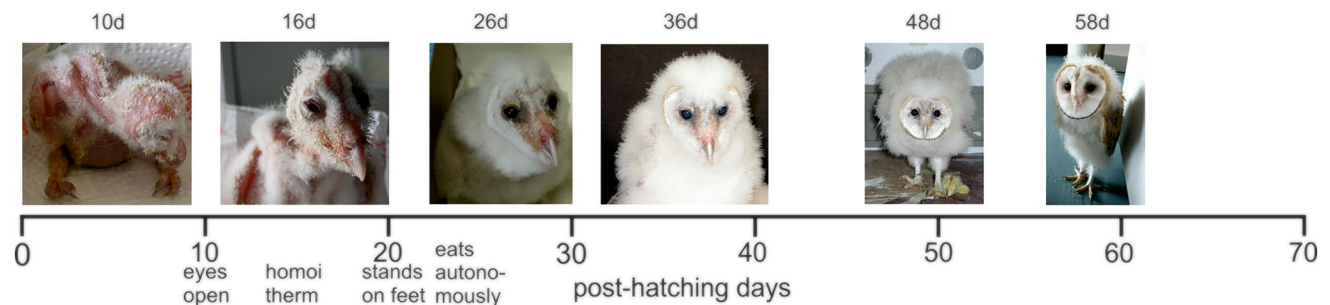 10d 16d 26d 36d 48d 58d
0 10 20 30 40 50 60 70
eyes
open
homoi
therm
stands
on feet
eats
autono-
mously
post-hatching days